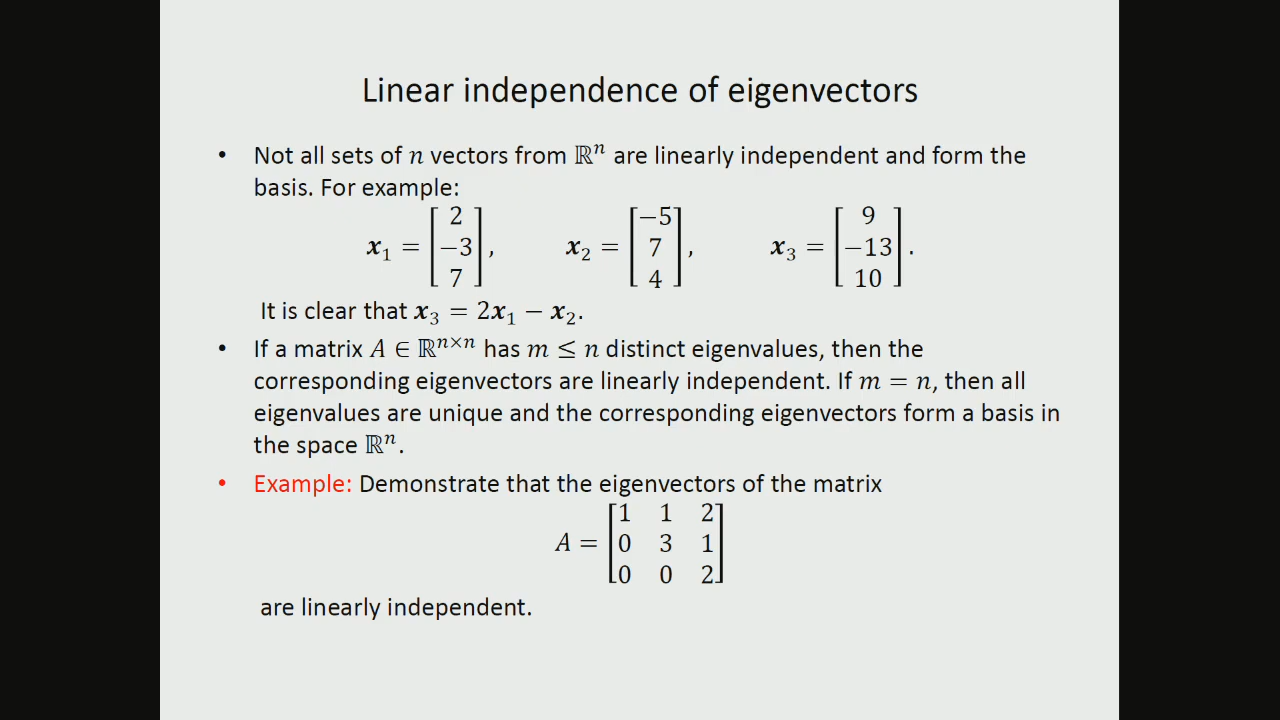 Linear independence of eigenvectors
• Not all sets of n vectors from ℝⁿ are linearly independent and form the
basis. For example:
x₁ = [2 −3 7], x₂ = [−5 7 4], x₃ = [9 −13 10].
It is clear that x₃ = 2x₁ − x₂.
• If a matrix A ∈ ℝⁿˣⁿ has m ≤ n distinct eigenvalues, then the
corresponding eigenvectors are linearly independent. If m = n, then all
eigenvalues are unique and the corresponding eigenvectors form a basis in
the space ℝⁿ.
• Example: Demonstrate that the eigenvectors of the matrix
A = [1 1 2
0 3 1
0 0 2]
are linearly independent.